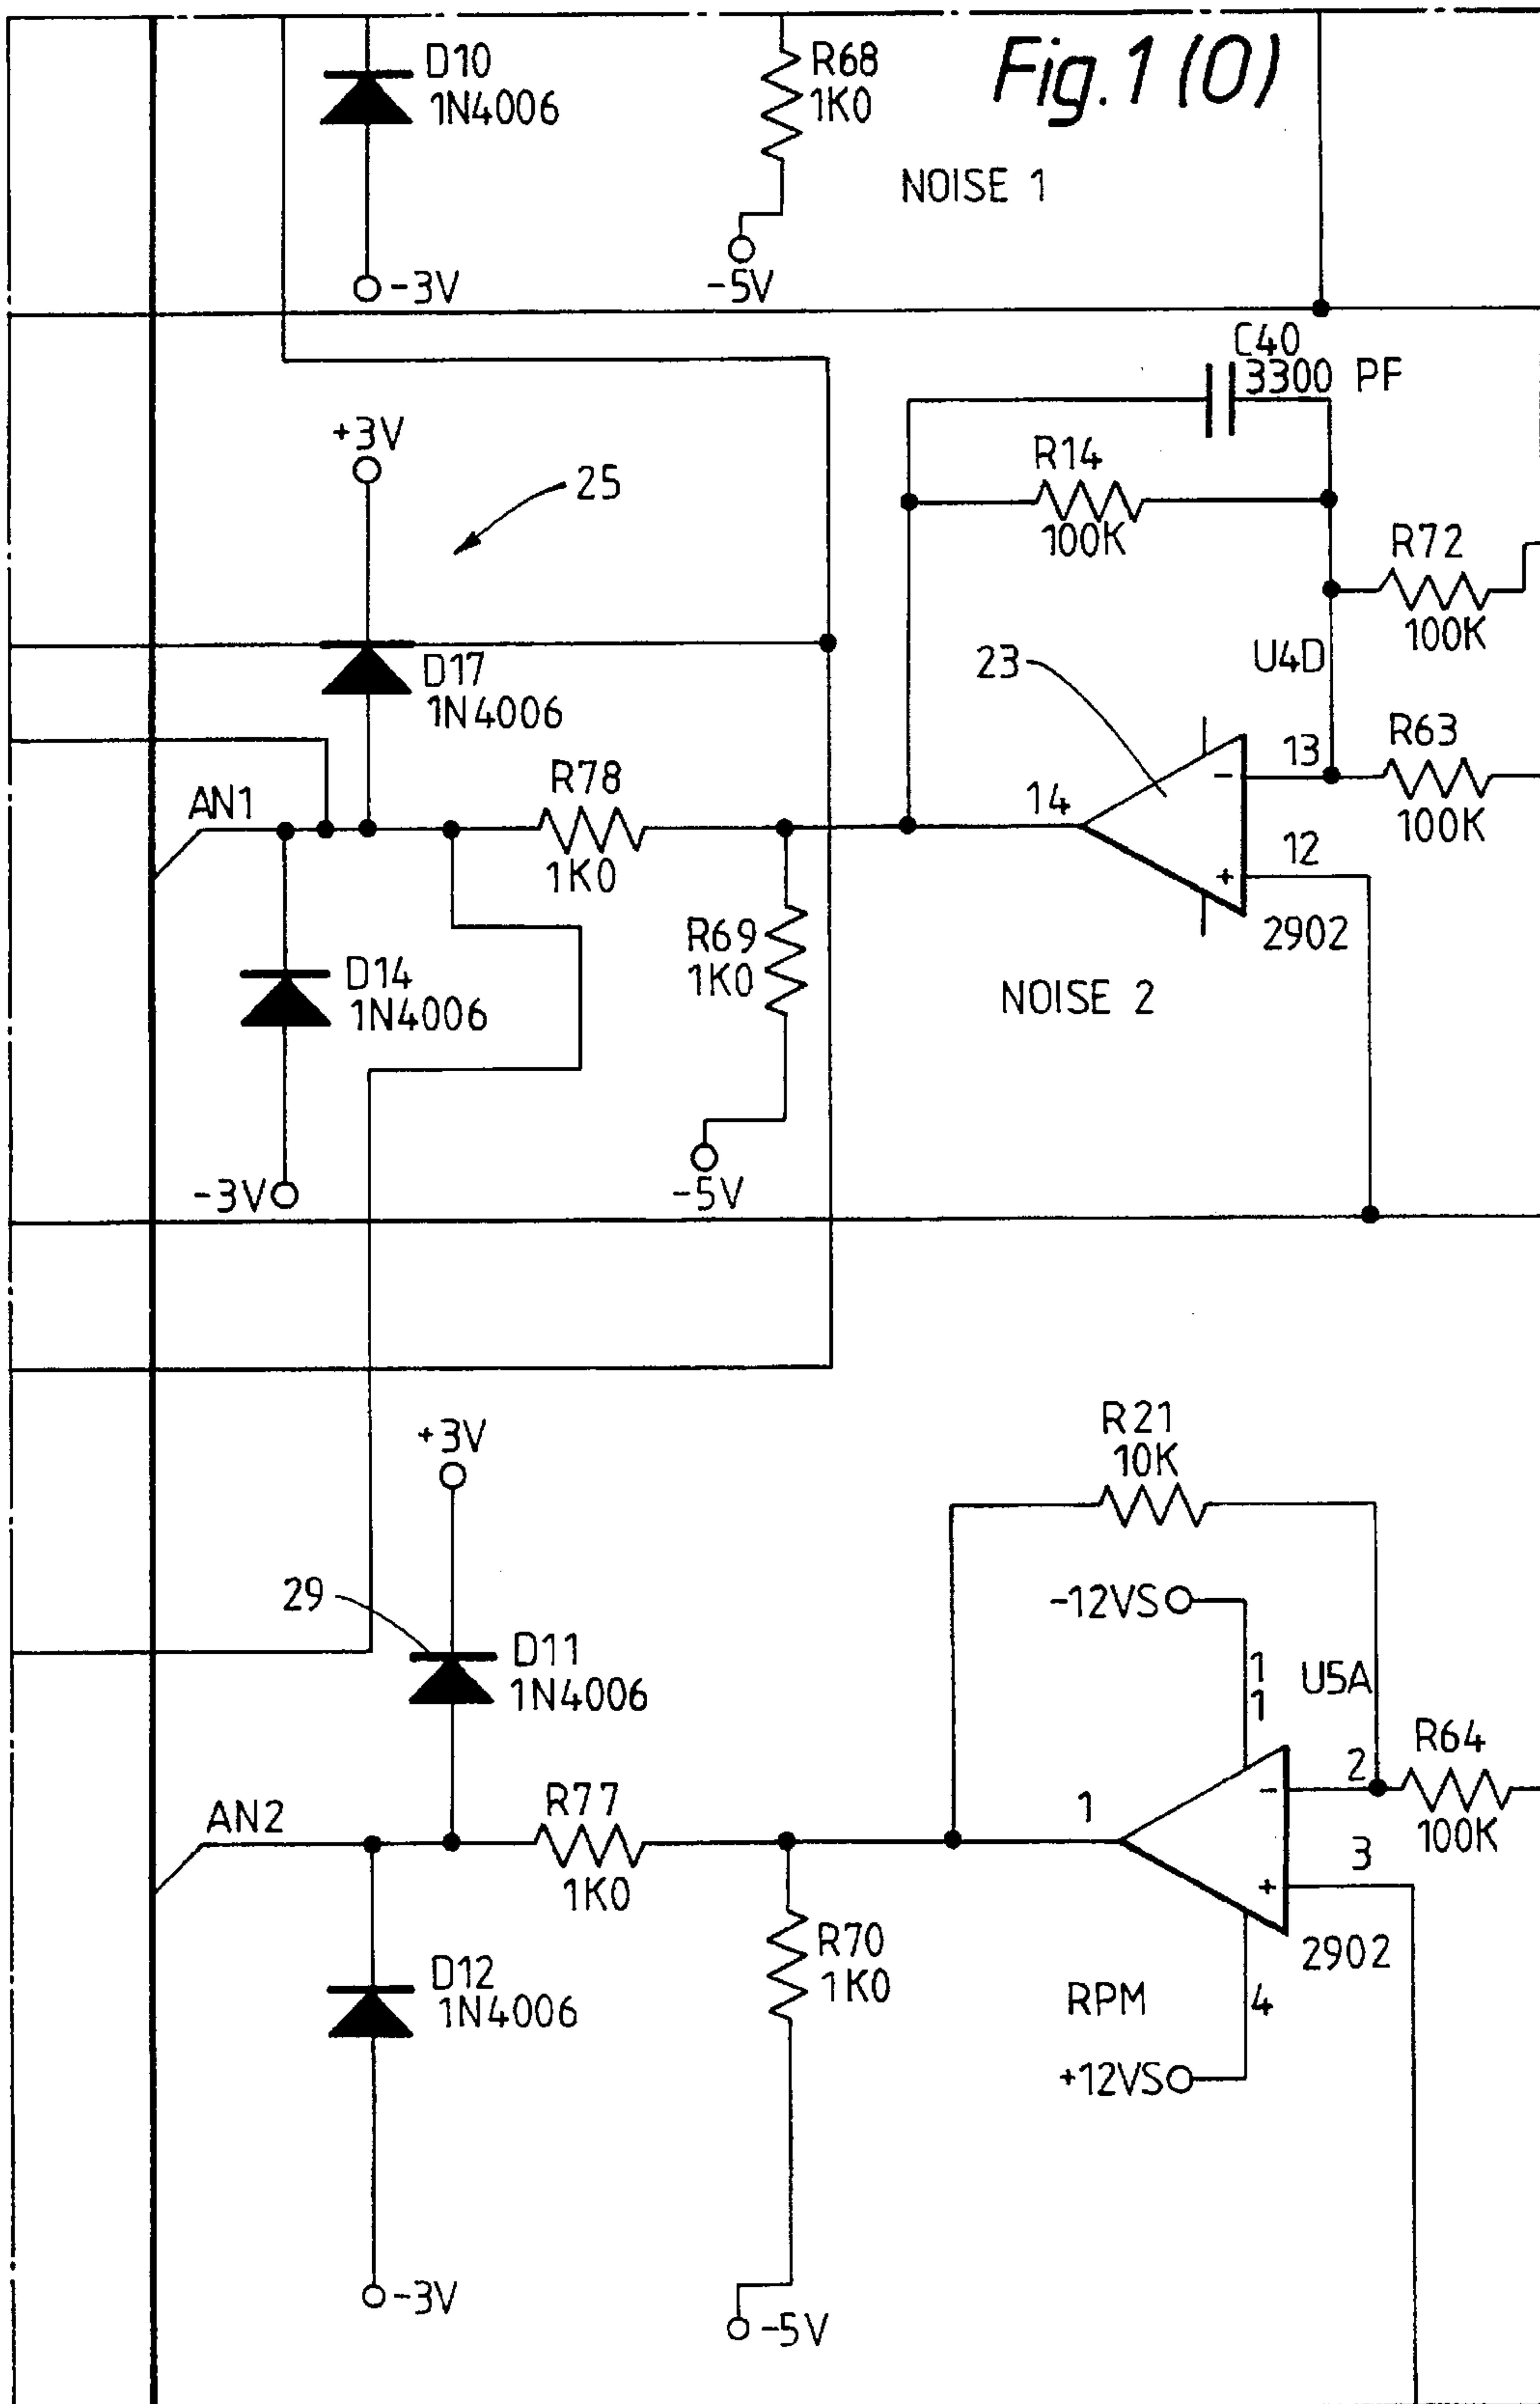 Fig. 1 (O)
D10
1N4006
R68
1K0
NOISE 1
-3V
-5V
C40
3300 PF
+3V
25
R14
100K
R72
100K
D17
1N4006
23
U4D
AN1
R78
1K0
14
13
-
R63
100K
12
+
2902
R69
1K0
D14
1N4006
NOISE 2
-3V
-5V
R21
10K
+3V
-12VS
29
D11
1N4006
1
1
U5A
R64
100K
2
-
AN2
R77
1K0
1
3
+
2902
R70
1K0
D12
1N4006
RPM
4
+12VS
-3V
-5V